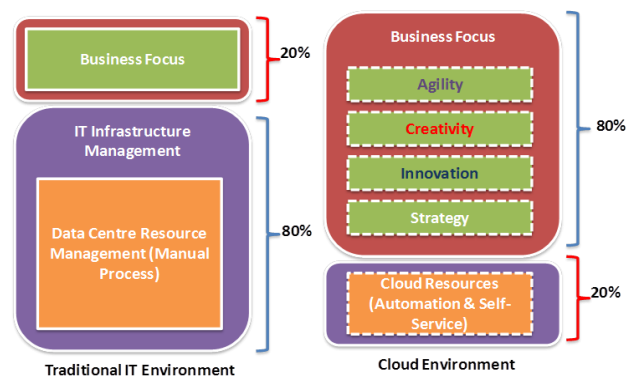 Business Focus
20%
IT Infrastructure
Management
Data Centre Resource
Management (Manual
Process)
80%
Traditional IT Environment
Business Focus
Agility
Creativity
Innovation
Strategy
80%
Cloud Resources
(Automation & Self-
Service)
20%
Cloud Environment